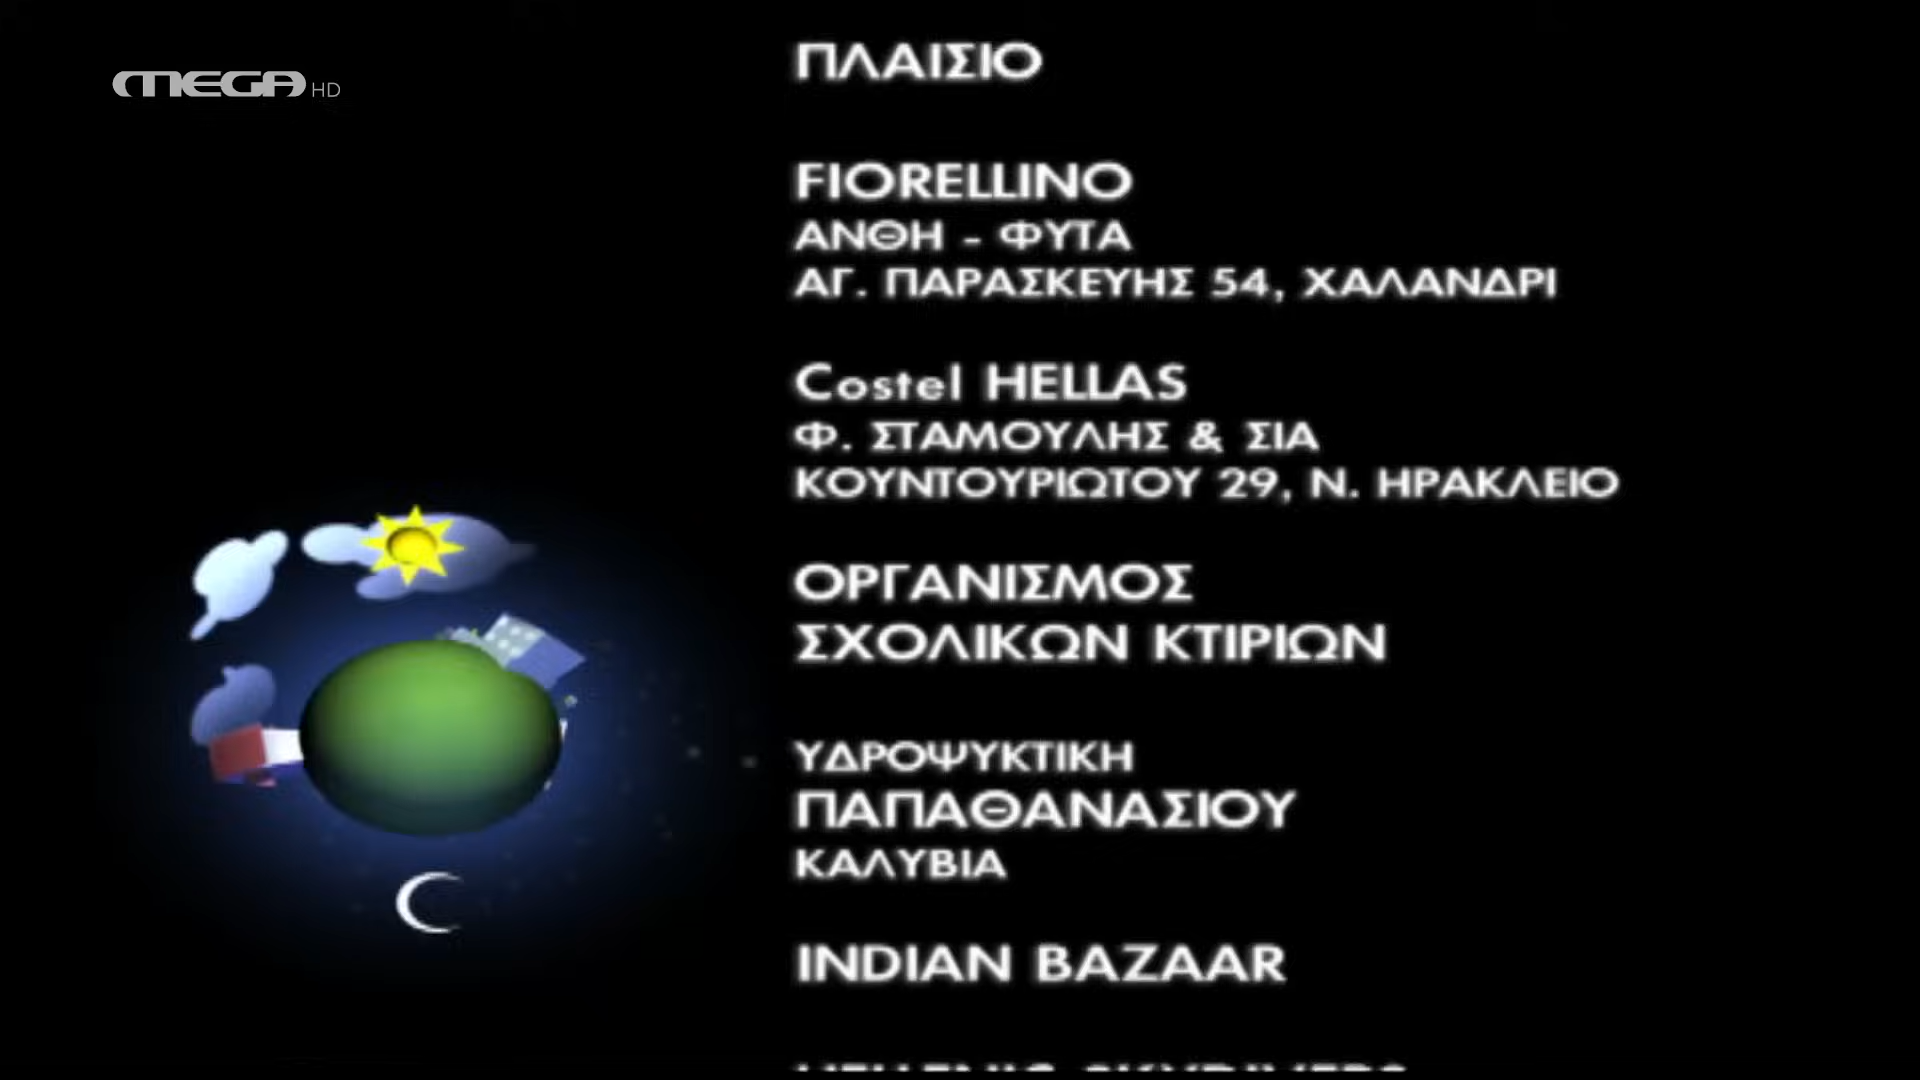 MEGA HD
ΠΛΑΙΣΙΟ
FIORELLINO
ΑΝΘΗ - ΦΥΤΑ
ΑΓ. ΠΑΡΑΣΚΕΥΗΣ 54, ΧΑΛΑΝΔΡΙ
Costel HELLAS
Φ. ΣΤΑΜΟΥΛΗΣ & ΣΙΑ
ΚΟΥΝΤΟΥΡΙΩΤΟΥ 29, Ν. ΗΡΑΚΛΕΙΟ
ΟΡΓΑΝΙΣΜΟΣ
ΣΧΟΛΙΚΩΝ ΚΤΙΡΙΩΝ
ΥΔΡΟΨΥΚΤΙΚΗ
ΠΑΠΑΘΑΝΑΣΙΟΥ
ΚΑΛΥΒΙΑ
INDIAN BAZAAR